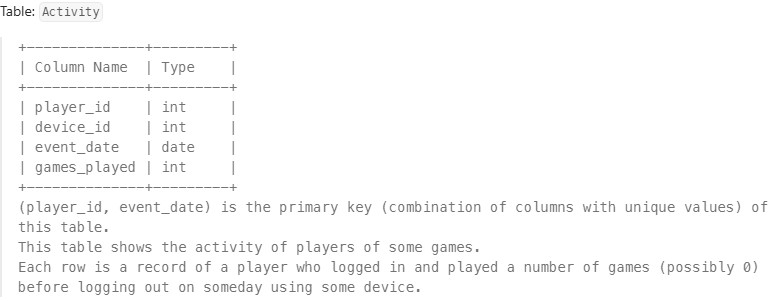 Table: Activity
+--------------+---------+
| Column Name  | Type    |
+--------------+---------+
| player_id    | int     |
| device_id    | int     |
| event_date   | date    |
| games_played | int     |
+--------------+---------+
(player_id, event_date) is the primary key (combination of columns with unique values) of
this table.
This table shows the activity of players of some games.
Each row is a record of a player who logged in and played a number of games (possibly 0)
before logging out on someday using some device.